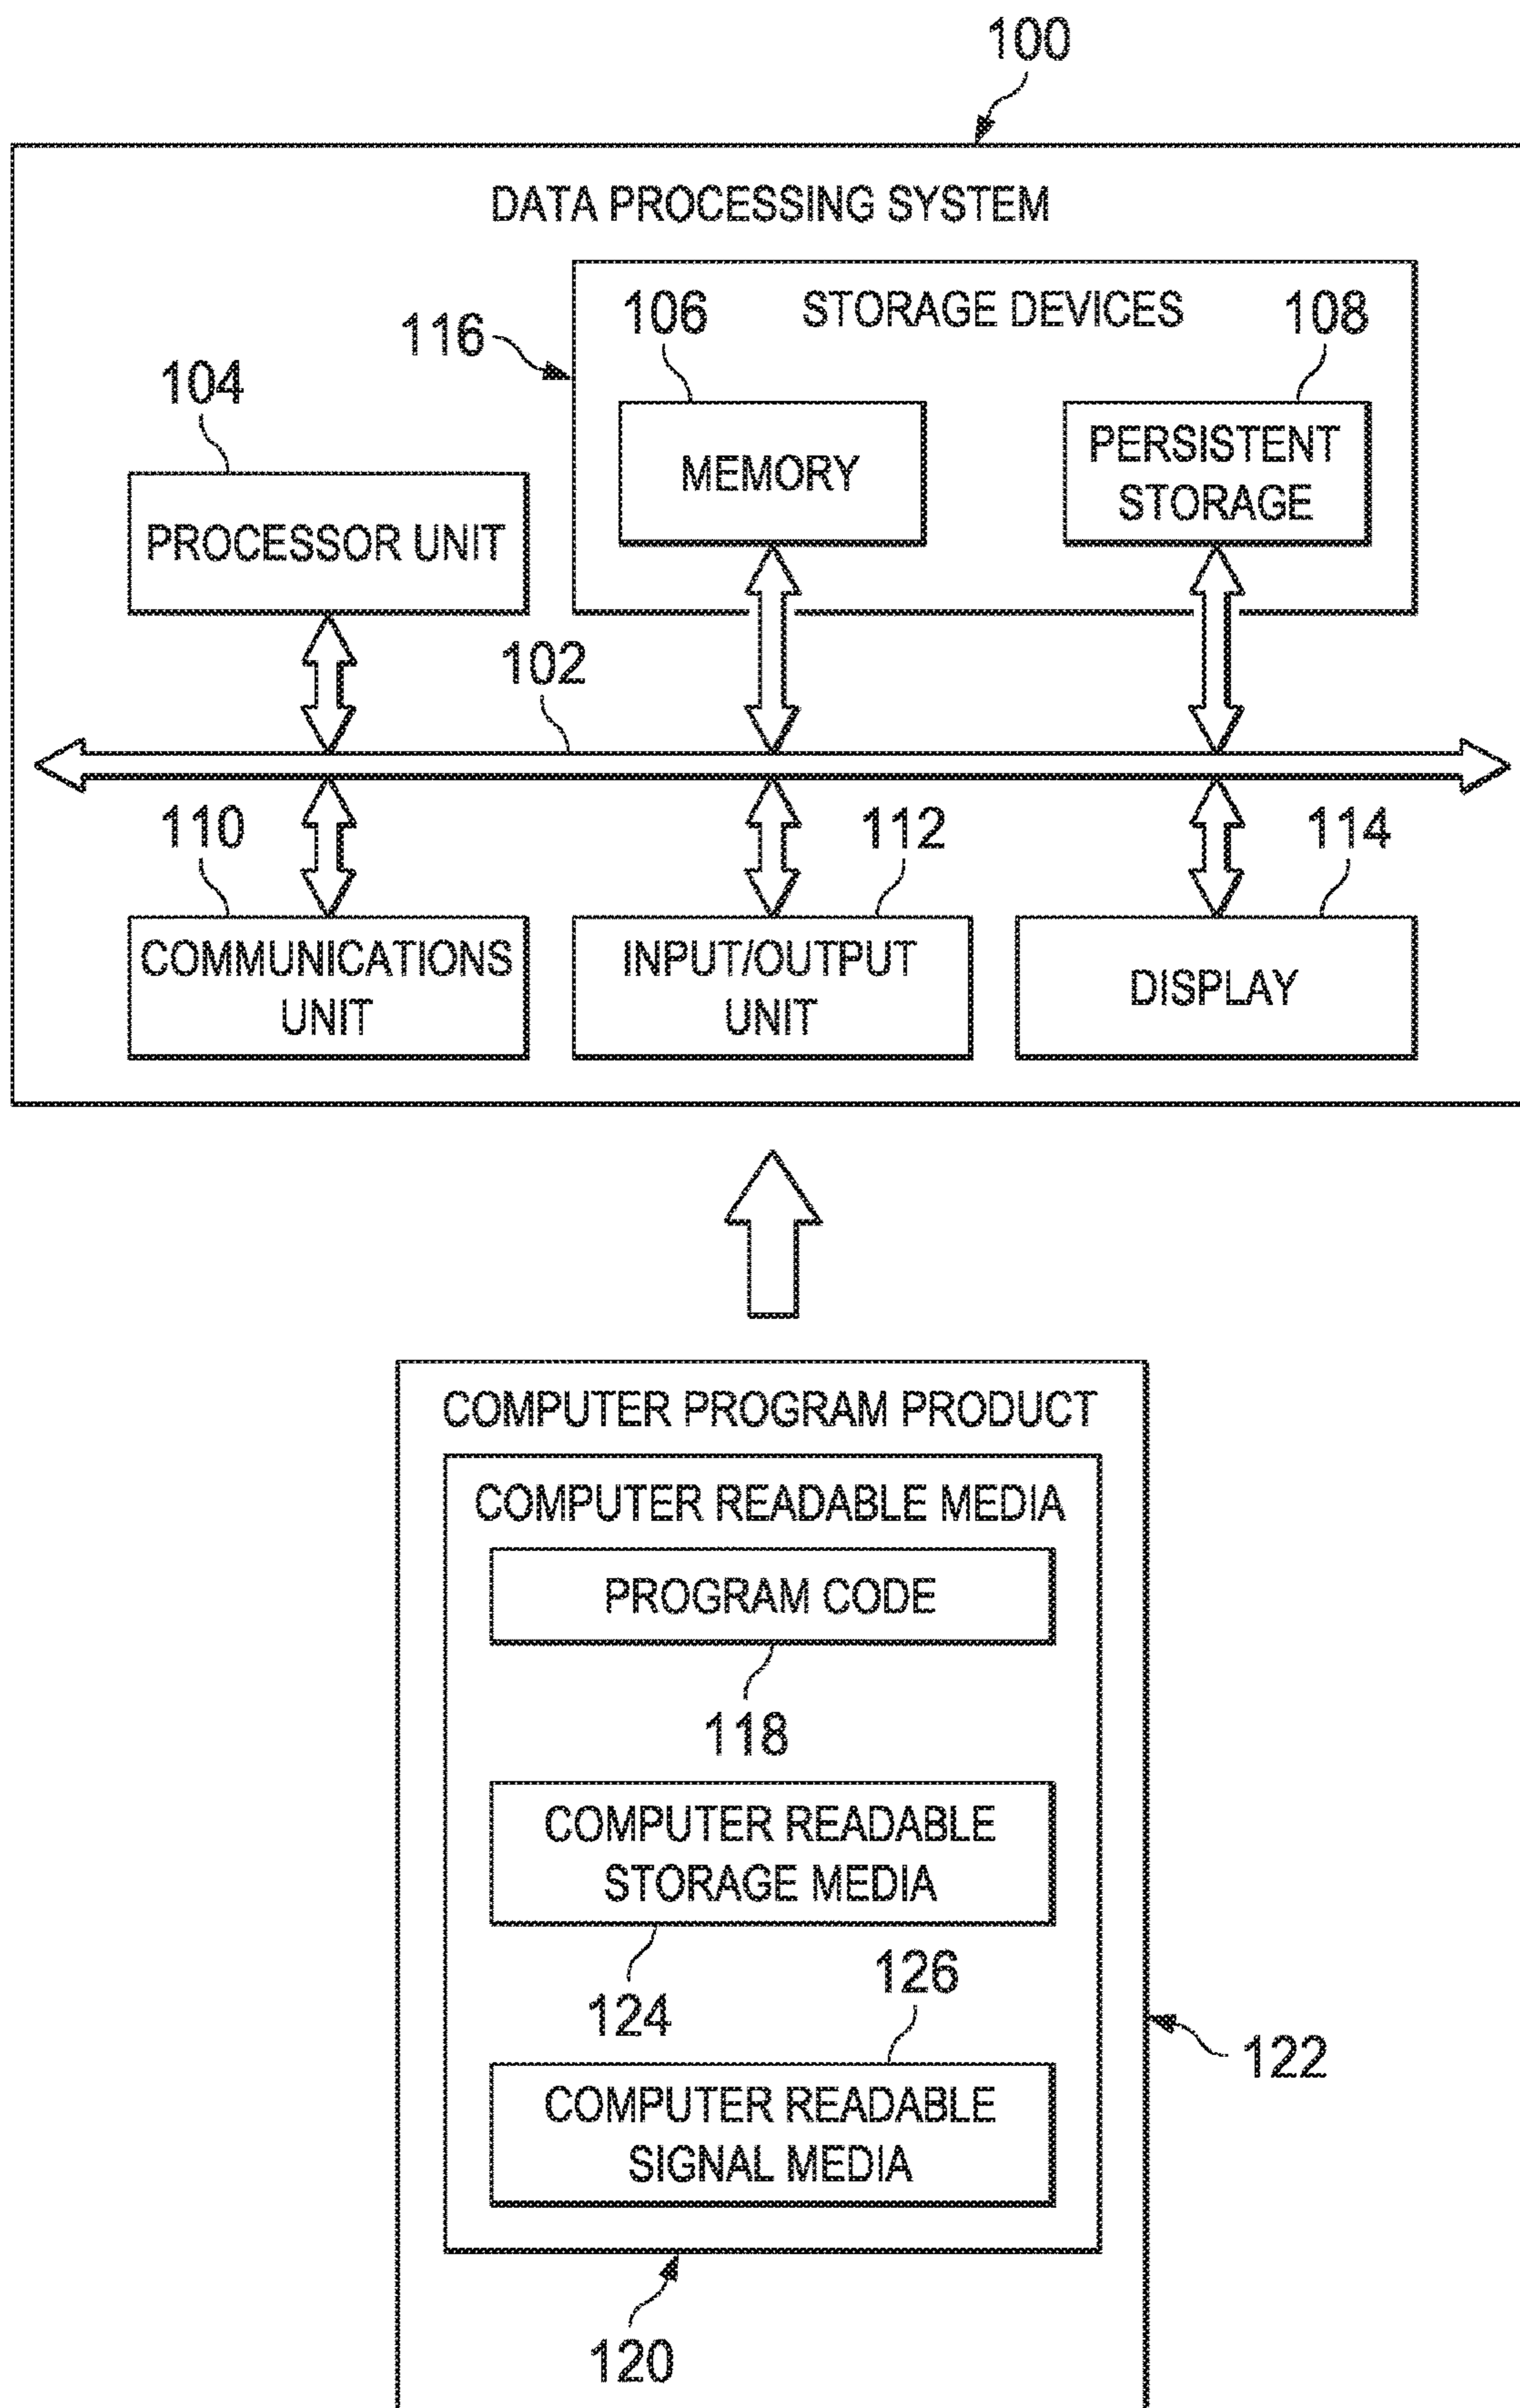 100
DATA PROCESSING SYSTEM
STORAGE DEVICES
116
106
108
104
MEMORY
PERSISTENT
STORAGE
PROCESSOR UNIT
102
110
112
114
COMMUNICATIONS
UNIT
INPUT/OUTPUT
UNIT
DISPLAY
COMPUTER PROGRAM PRODUCT
COMPUTER READABLE MEDIA
PROGRAM CODE
118
COMPUTER READABLE
STORAGE MEDIA
124
126
122
COMPUTER READABLE
SIGNAL MEDIA
120